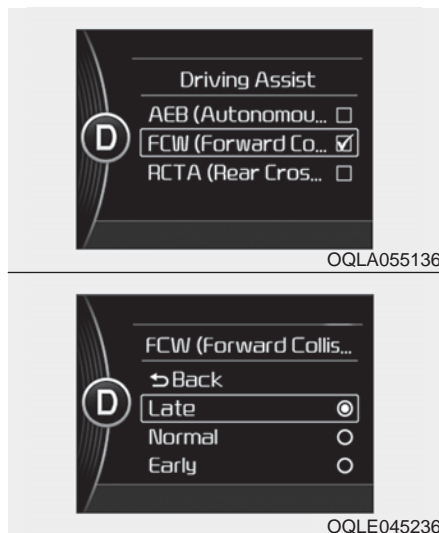 Driving Assist
D
AEB (Autonomou...
FCW (Forward Co...
RCTA (Rear Cros...
OQLA055136
FCW (Forward Collis...
Back
D
Late
Normal
Early
OQLE045236